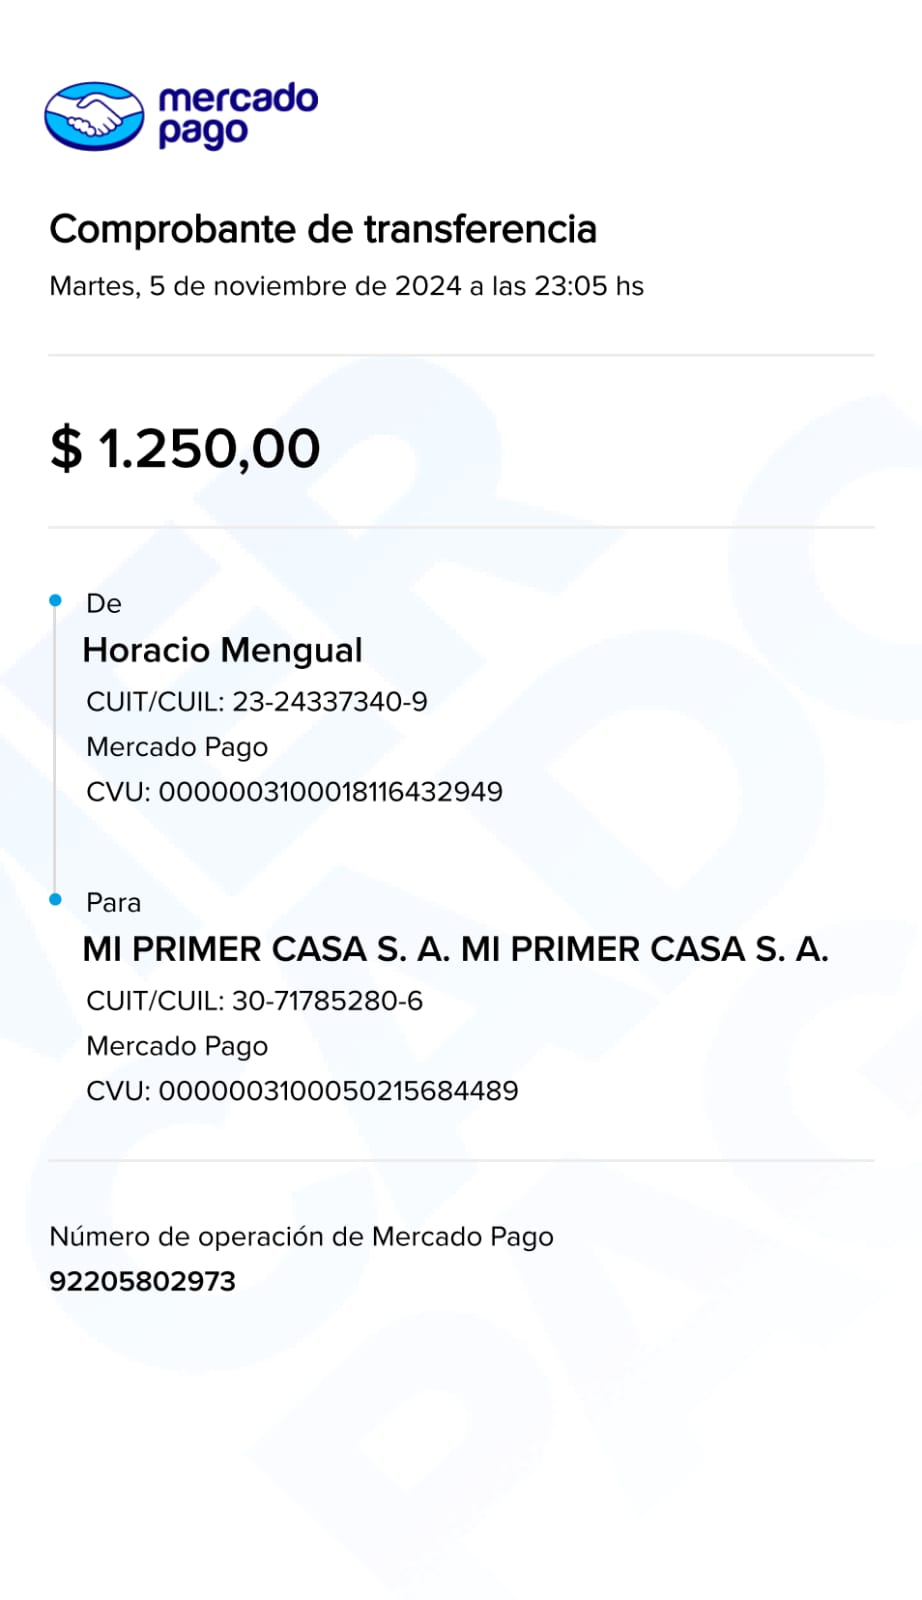 mercado
pago
Comprobante de transferencia
Martes, 5 de noviembre de 2024 a las 23:05 hs
$ 1.250,00
De
Horacio Mengual
CUIT/CUIL: 23-24337340-9
Mercado Pago
CVU: 0000003100018116432949
Para
MI PRIMER CASA S. A. MI PRIMER CASA S. A.
CUIT/CUIL: 30-71785280-6
Mercado Pago
CVU: 0000003100050215684489
Número de operación de Mercado Pago
92205802973